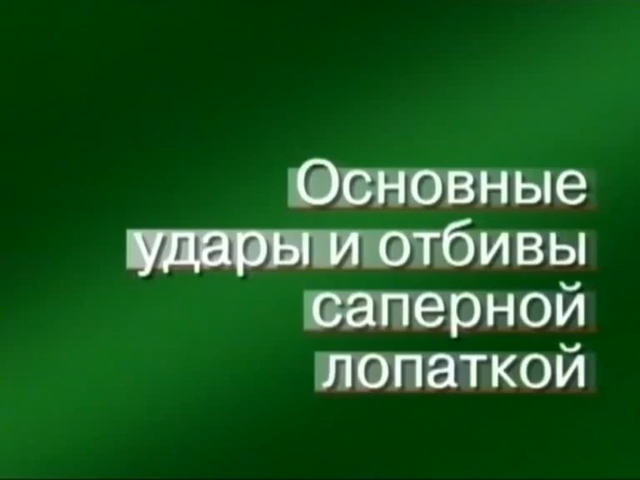 Основные
удары и отбивы
саперной
лопаткой